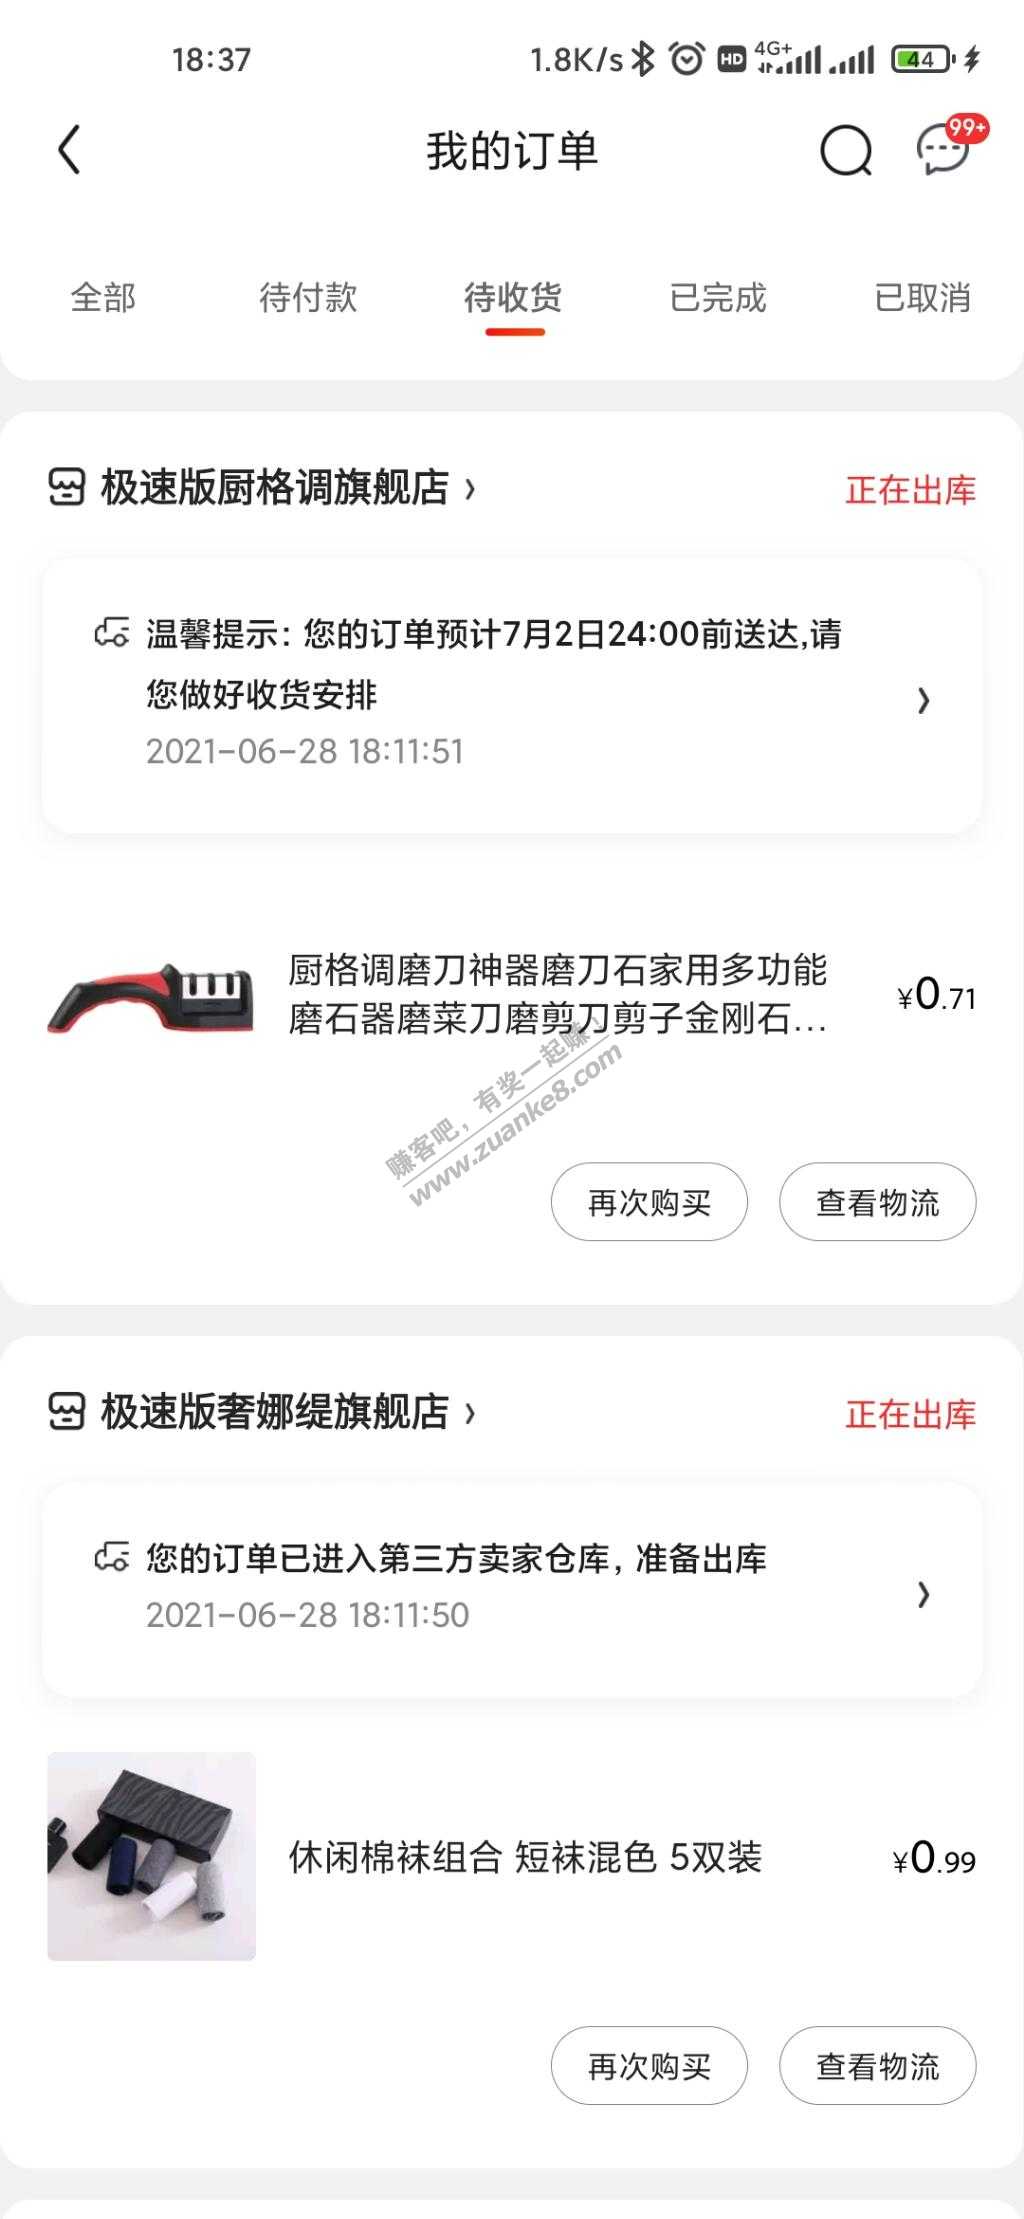 18:37
1.8K/s HD 4G+ 44
我的订单
99+
全部 待付款 待收货 已完成 已取消
极速版厨格调旗舰店 ›
正在出库
温馨提示：您的订单预计7月2日24:00前送达,请
您做好收货安排
2021-06-28 18:11:51
厨格调磨刀神器磨刀石家用多功能
磨石器磨菜刀磨剪刀剪子金刚石...
¥0.71
赚客吧，有奖一起赚！
www.zuanke8.com
再次购买 查看物流
极速版奢娜缇旗舰店 ›
正在出库
您的订单已进入第三方卖家仓库，准备出库
2021-06-28 18:11:50
休闲棉袜组合 短袜混色 5双装
¥0.99
再次购买 查看物流